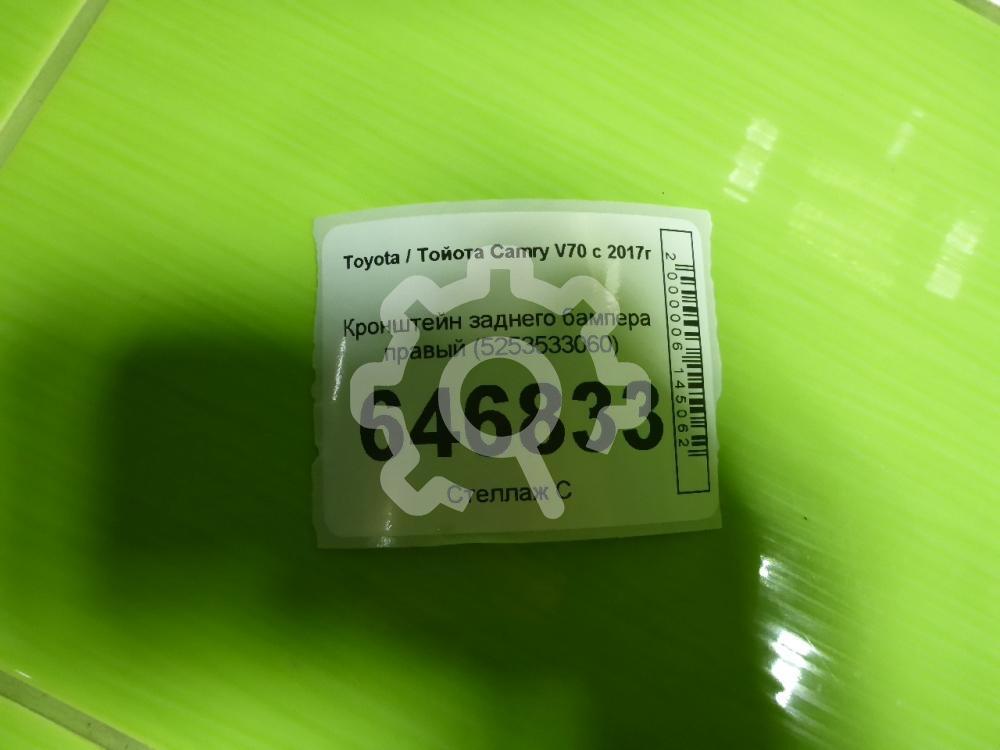 Toyota / Тойота Camry V70 с 2017г
Кронштейн заднего бампера
правый (5253533060)
646833
Стеллаж С
2000006145062